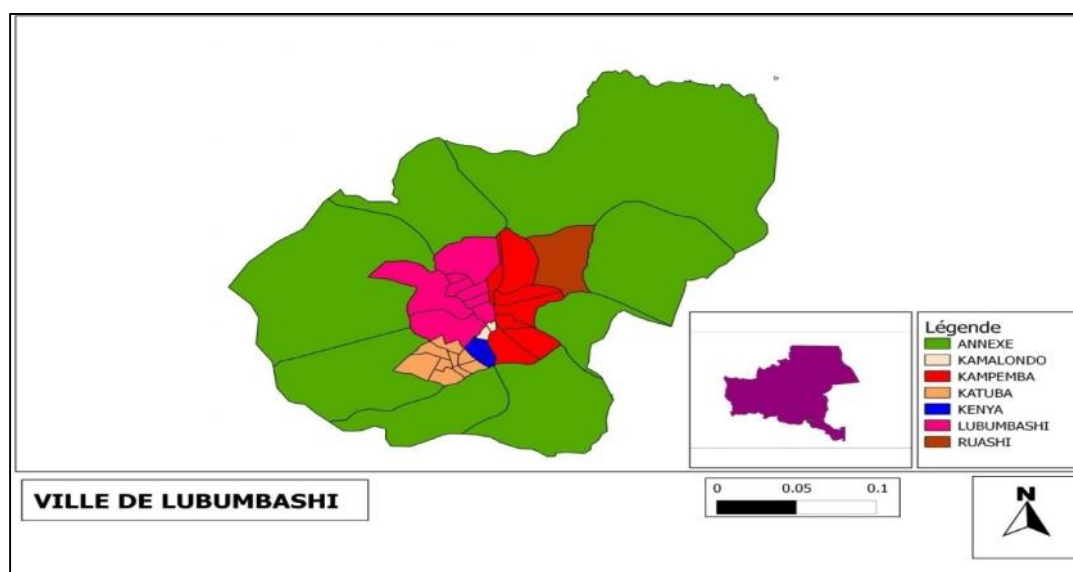 Légende
ANNEXE
KAMALONDO
KAMPEMBA
KATUBA
KENYA
LUBUMBASHI
RUASHI
VILLE DE LUBUMBASHI
0 0.05 0.1
N